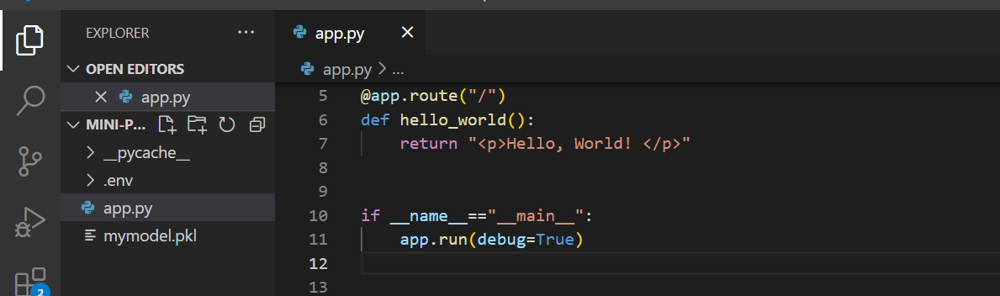 EXPLORER
...
app.py
OPEN EDITORS
app.py
MINI-P...
__pycache__
.env
app.py
mymodel.pkl
2
app.py > ...
5 @app.route("/")
6 def hello_world():
7     return "<p>Hello, World! </p>"
8
9
10 if __name__=="__main__":
11     app.run(debug=True)
12
13